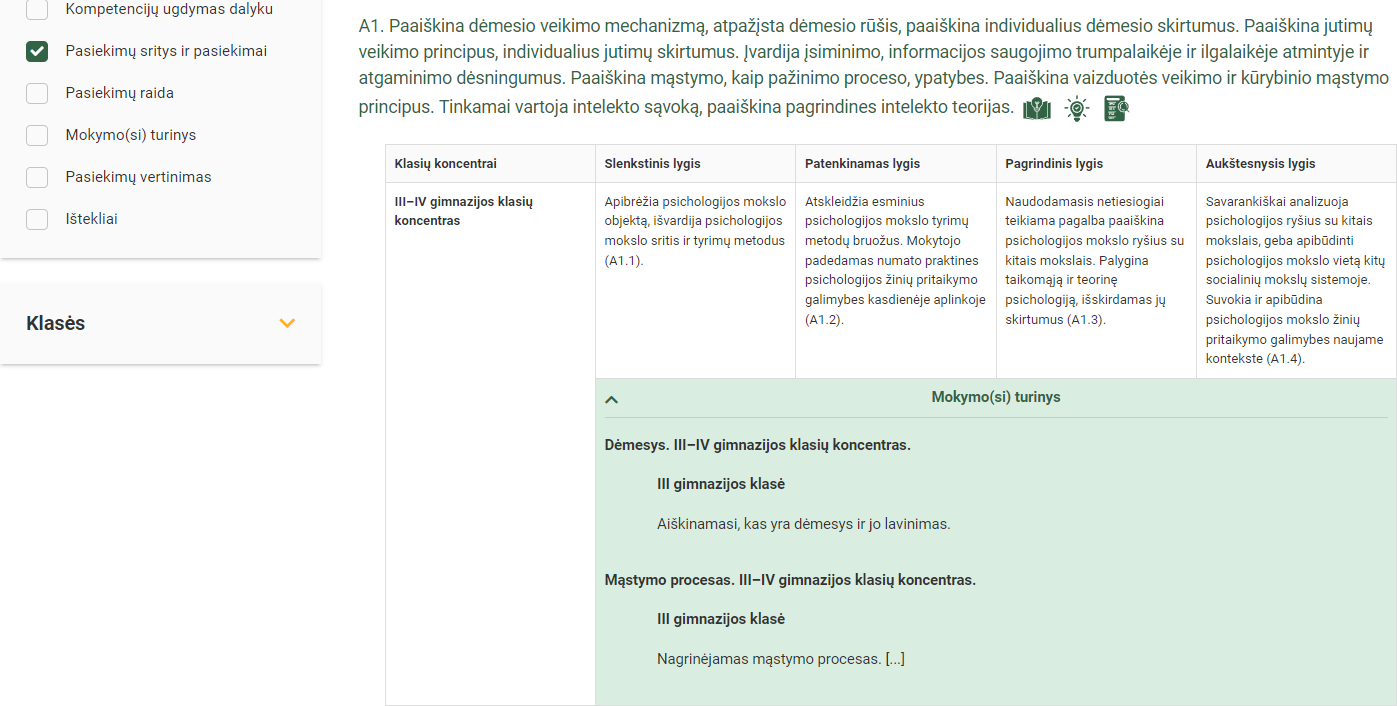 Kompetencijų ugdymas dalyku
Pasiekimų sritys ir pasiekimai
Pasiekimų raida
Mokymo(si) turinys
Pasiekimų vertinimas
Ištekliai
Klasės
A1. Paaiškina dėmesio veikimo mechanizmą, atpažįsta dėmesio rūšis, paaiškina individualius dėmesio skirtumus. Paaiškina jutimų
veikimo principus, individualius jutimų skirtumus. Įvardija įsiminimo, informacijos saugojimo trumpalaikėje ir ilgalaikėje atmintyje ir
atgaminimo dėsningumus. Paaiškina mąstymo, kaip pažinimo proceso, ypatybes. Paaiškina vaizduotės veikimo ir kūrybinio mąstymo
principus. Tinkamai vartoja intelekto sąvoką, paaiškina pagrindines intelekto teorijas.
Klasių koncentrai
Slenkstinis lygis
Patenkinamas lygis
Pagrindinis lygis
Aukštesnysis lygis
III–IV gimnazijos klasių
koncentras
Apibrėžia psichologijos mokslo
objektą, išvardija psichologijos
mokslo sritis ir tyrimų metodus
(A1.1).
Atskleidžia esminius
psichologijos mokslo tyrimų
metodų bruožus. Mokytojo
padedamas numato praktines
psichologijos žinių pritaikymo
galimybes kasdienėje aplinkoje
(A1.2).
Naudodamasis netiesiogiai
teikiama pagalba paaiškina
psichologijos mokslo ryšius su
kitais mokslais. Palygina
taikomąją ir teorinę
psichologiją, išskirdamas jų
skirtumus (A1.3).
Savarankiškai analizuoja
psichologijos ryšius su kitais
mokslais, geba apibūdinti
psichologijos mokslo vietą kitų
socialinių mokslų sistemoje.
Suvokia ir apibūdina
psichologijos mokslo žinių
pritaikymo galimybes naujame
kontekste (A1.4).
Mokymo(si) turinys
Dėmesys. III–IV gimnazijos klasių koncentras.
III gimnazijos klasė
Aiškinamasi, kas yra dėmesys ir jo lavinimas.
Mąstymo procesas. III–IV gimnazijos klasių koncentras.
III gimnazijos klasė
Nagrinėjamas mąstymo procesas. [...]